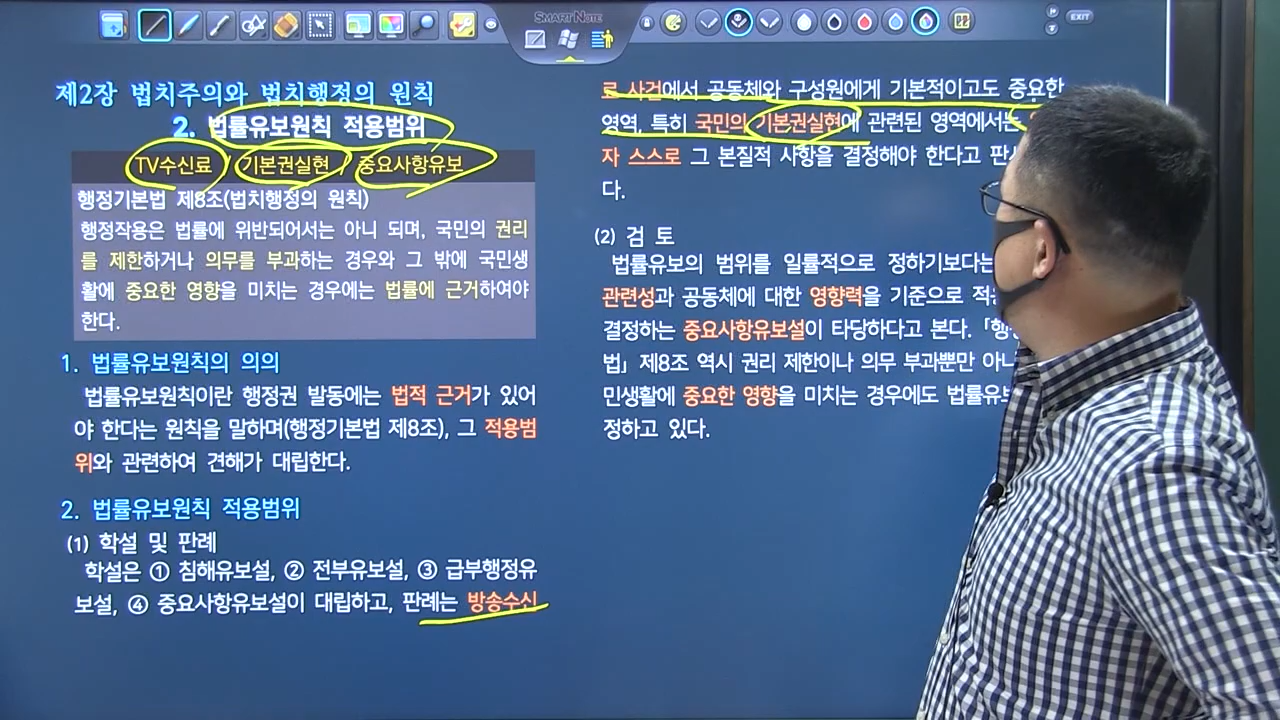 SMART NOTE
EXIT
제2장 법치주의와 법치행정의 원칙
2. 법률유보원칙 적용범위
TV수신료 / 기본권실현 / 중요사항유보
행정기본법 제8조(법치행정의 원칙)
행정작용은 법률에 위반되어서는 아니 되며, 국민의 권리
를 제한하거나 의무를 부과하는 경우와 그 밖에 국민생
활에 중요한 영향을 미치는 경우에는 법률에 근거하여야
한다.
1. 법률유보원칙의 의의
법률유보원칙이란 행정권 발동에는 법적 근거가 있어
야 한다는 원칙을 말하며(행정기본법 제8조), 그 적용범
위와 관련하여 견해가 대립한다.
2. 법률유보원칙 적용범위
(1) 학설 및 판례
학설은 ① 침해유보설, ② 전부유보설, ③ 급부행정유
보설, ④ 중요사항유보설이 대립하고, 판례는 방송수신
료 사건에서 공동체와 구성원에게 기본적이고도 중요한
영역, 특히 국민의 기본권실현에 관련된 영역에서는
자 스스로 그 본질적 사항을 결정해야 한다고 판
다.
(2) 검 토
법률유보의 범위를 일률적으로 정하기보다는
관련성과 공동체에 대한 영향력을 기준으로
결정하는 중요사항유보설이 타당하다고 본다. 「행
법」 제8조 역시 권리 제한이나 의무 부과뿐만 아니
민생활에 중요한 영향을 미치는 경우에도 법률유
정하고 있다.